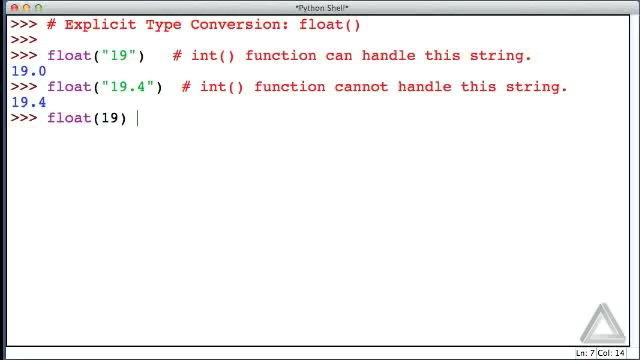 *Python Shell*
>>> # Explicit Type Conversion: float()
>>>
>>> float("19")   # int() function can handle this string.
19.0
>>> float("19.4")  # int() function cannot handle this string.
19.4
>>> float(19)
Ln: 7 Col: 14